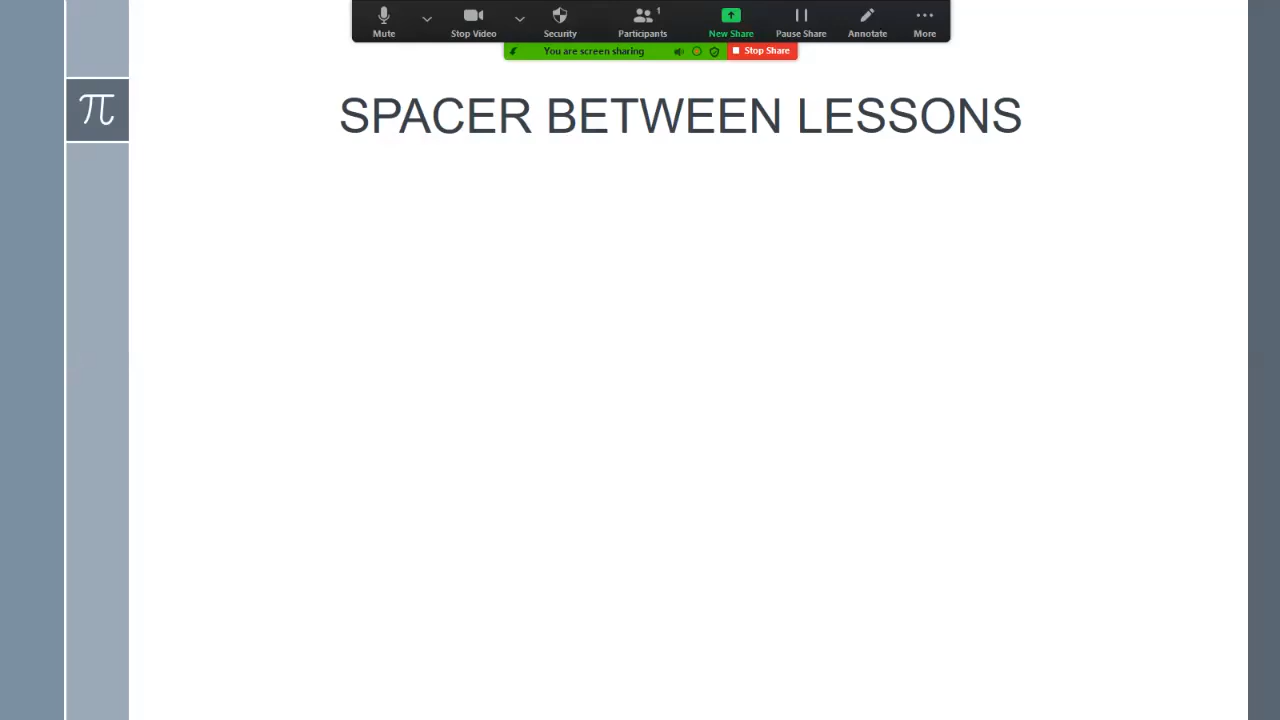 1
Mute Stop Video Security Participants New Share Pause Share Annotate More
You are screen sharing Stop Share
π
SPACER BETWEEN LESSONS